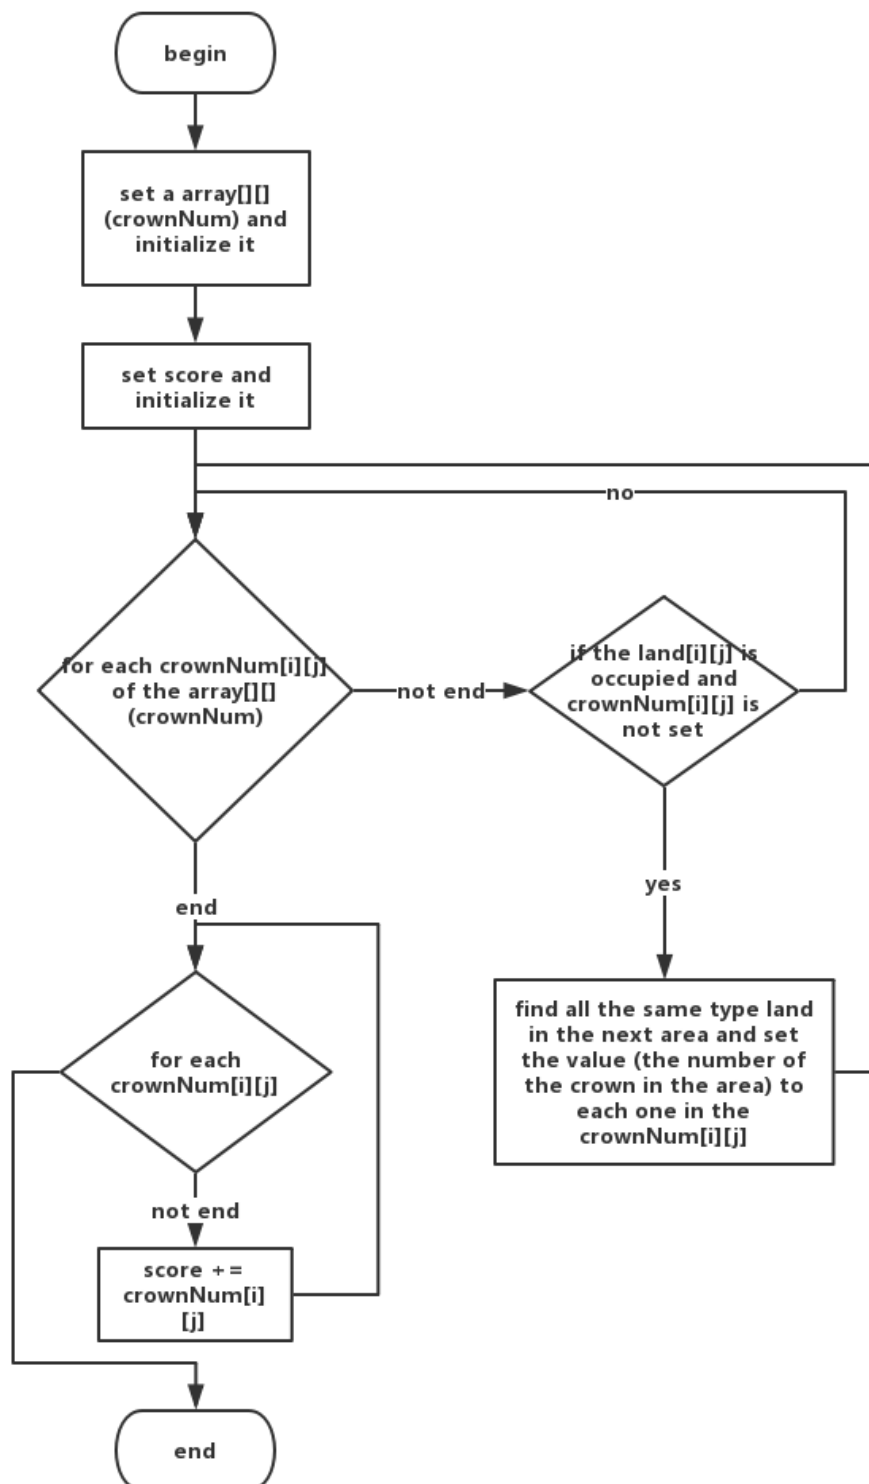 begin
set a array[][]
(crownNum) and
initialize it
set score and
initialize it
no
for each crownNum[i][j]
of the array[][]
(crownNum)
not end
if the land[i][j] is
occupied and
crownNum[i][j] is
not set
yes
end
find all the same type land
in the next area and set
the value (the number of
the crown in the area) to
each one in the
crownNum[i][j]
for each
crownNum[i][j]
not end
score +=
crownNum[i]
[j]
end